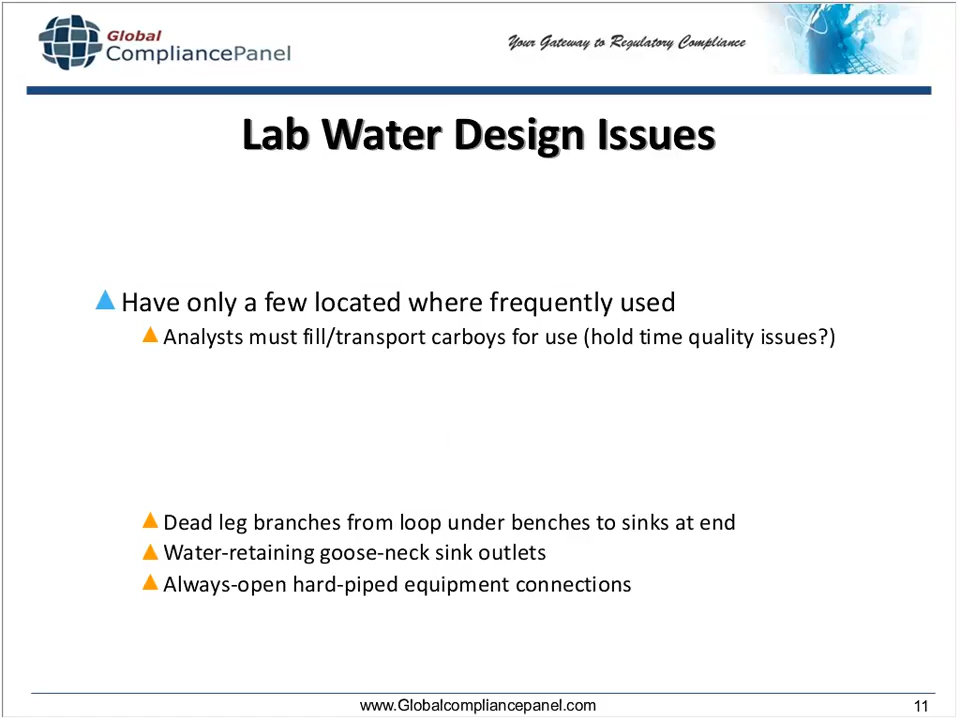 Global
CompliancePanel
Your Gateway to Regulatory Compliance
Lab Water Design Issues
Have only a few located where frequently used
Analysts must fill/transport carboys for use (hold time quality issues?)
Dead leg branches from loop under benches to sinks at end
Water-retaining goose-neck sink outlets
Always-open hard-piped equipment connections
www.Globalcompliancepanel.com
11